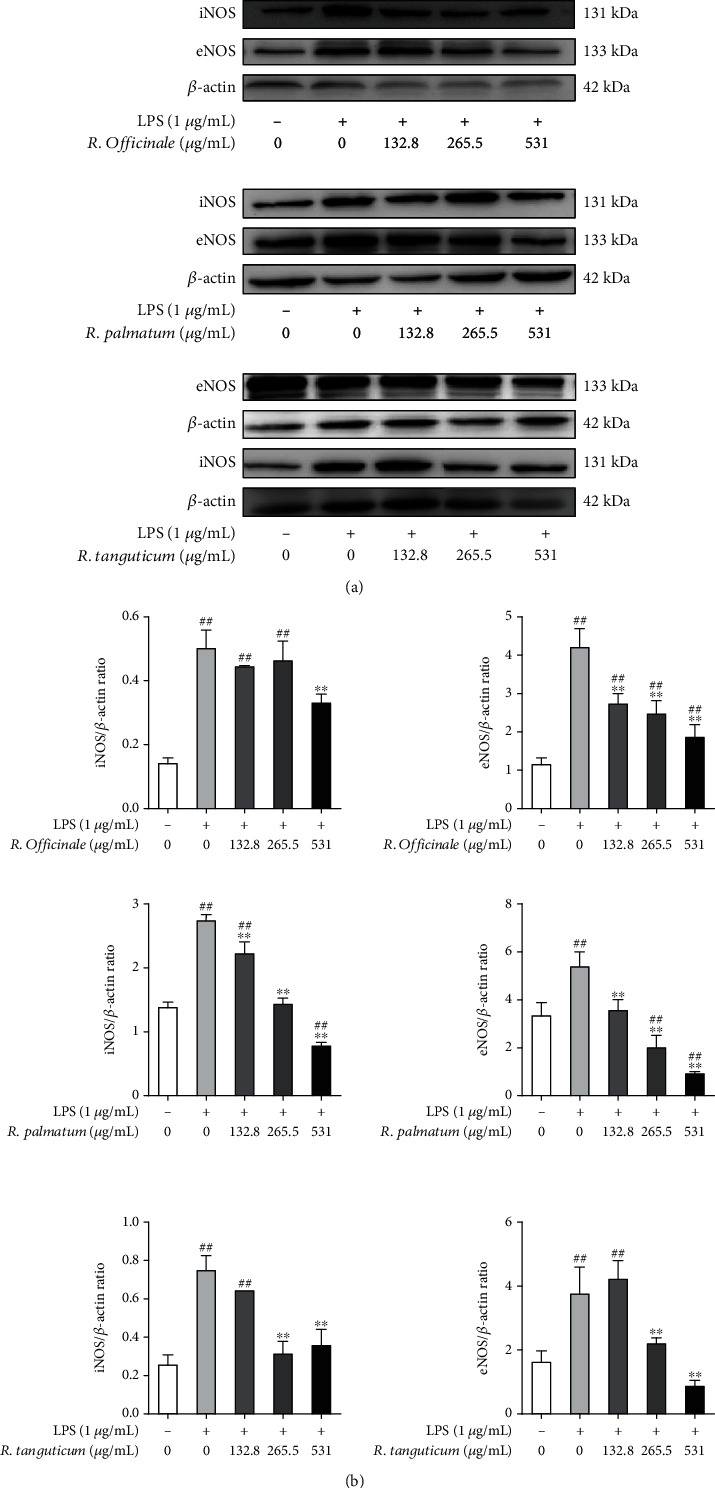 iNOS 131 kDa
eNOS 133 kDa
β-actin 42 kDa
LPS (1 μg/mL) – + + + +
R. Officinale (μg/mL) 0 0 132.8 265.5 531
iNOS 131 kDa
eNOS 133 kDa
β-actin 42 kDa
LPS (1 μg/mL) – + + + +
R. palmatum (μg/mL) 0 0 132.8 265.5 531
eNOS 133 kDa
β-actin 42 kDa
iNOS 131 kDa
β-actin 42 kDa
LPS (1 μg/mL) – + + + +
R. tanguticum (μg/mL) 0 0 132.8 265.5 531
(a)
iNOS/β-actin ratio
0.6
0.4
0.2
0.0
## ## ## **
LPS (1 μg/mL) – + + + +
R. Officinale (μg/mL) 0 0 132.8 265.5 531
eNOS/β-actin ratio
5
4
3
2
1
0
## ## ## ##
** ** **
LPS (1 μg/mL) – + + + +
R. Officinale (μg/mL) 0 0 132.8 265.5 531
iNOS/β-actin ratio
3
2
1
0
## ## ** ##
** **
LPS (1 μg/mL) – + + + +
R. palmatum (μg/mL) 0 0 132.8 265.5 531
eNOS/β-actin ratio
8
6
4
2
0
## ** ## ##
** **
LPS (1 μg/mL) – + + + +
R. palmatum (μg/mL) 0 0 132.8 265.5 531
iNOS/β-actin ratio
1.0
0.8
0.6
0.4
0.2
0.0
## ## ** **
LPS (1 μg/mL) – + + + +
R. tanguticum (μg/mL) 0 0 132.8 265.5 531
eNOS/β-actin ratio
6
4
2
0
## ## ** **
LPS (1 μg/mL) – + + + +
R. tanguticum (μg/mL) 0 0 132.8 265.5 531
(b)